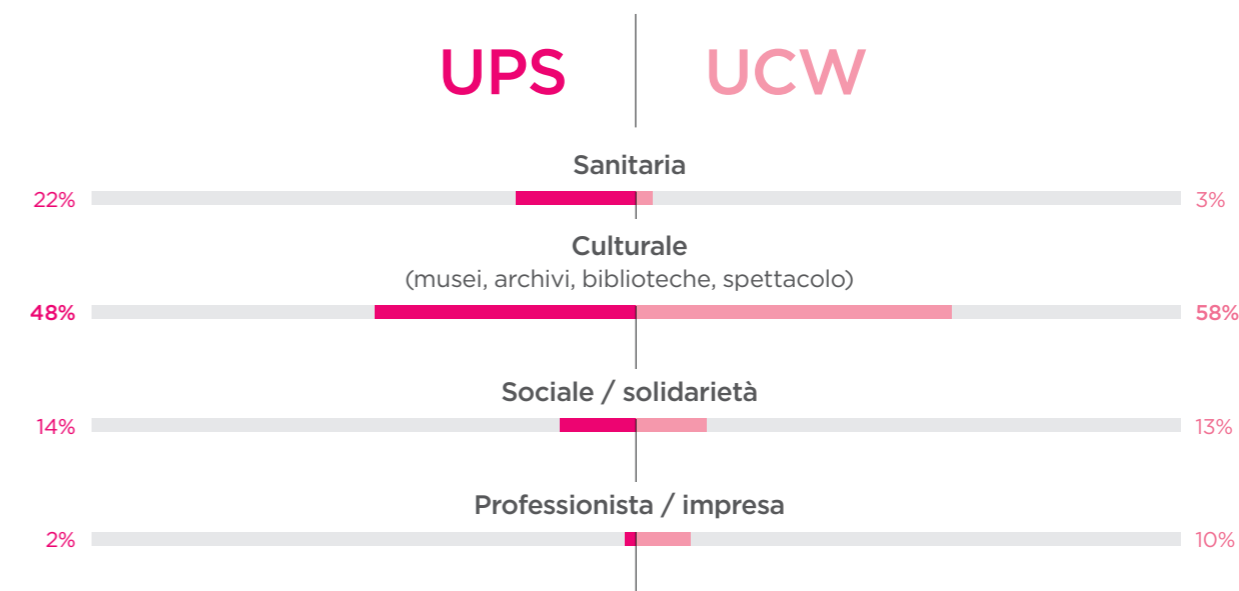 UPS UCW
Sanitaria
22% 3%
Culturale
(musei, archivi, biblioteche, spettacolo)
48% 58%
Sociale / solidarietà
14% 13%
Professionista / impresa
2% 10%